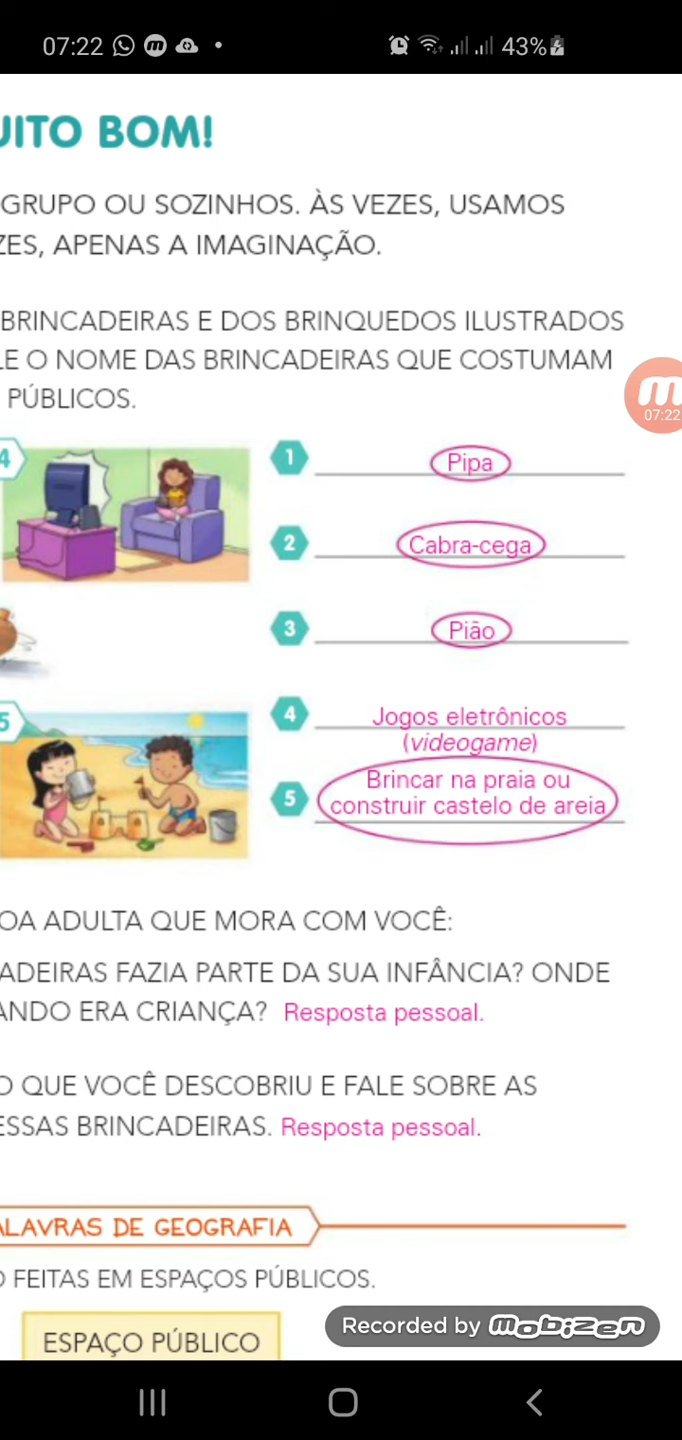 07:22 43%
UITO BOM!
GRUPO OU SOZINHOS. ÀS VEZES, USAMOS
ZES, APENAS A IMAGINAÇÃO.
BRINCADEIRAS E DOS BRINQUEDOS ILUSTRADOS
LE O NOME DAS BRINCADEIRAS QUE COSTUMAM
PÚBLICOS.
m
07:22
4
1 Pipa
2 Cabra-cega
3 Pião
5
4 Jogos eletrônicos
(videogame)
5 Brincar na praia ou
construir castelo de areia
OA ADULTA QUE MORA COM VOCÊ:
ADEIRAS FAZIA PARTE DA SUA INFÂNCIA? ONDE
ANDO ERA CRIANÇA? Resposta pessoal.
O QUE VOCÊ DESCOBRIU E FALE SOBRE AS
ESSAS BRINCADEIRAS. Resposta pessoal.
ALAVRAS DE GEOGRAFIA
O FEITAS EM ESPAÇOS PÚBLICOS.
Recorded by Mobizen
ESPAÇO PÚBLICO